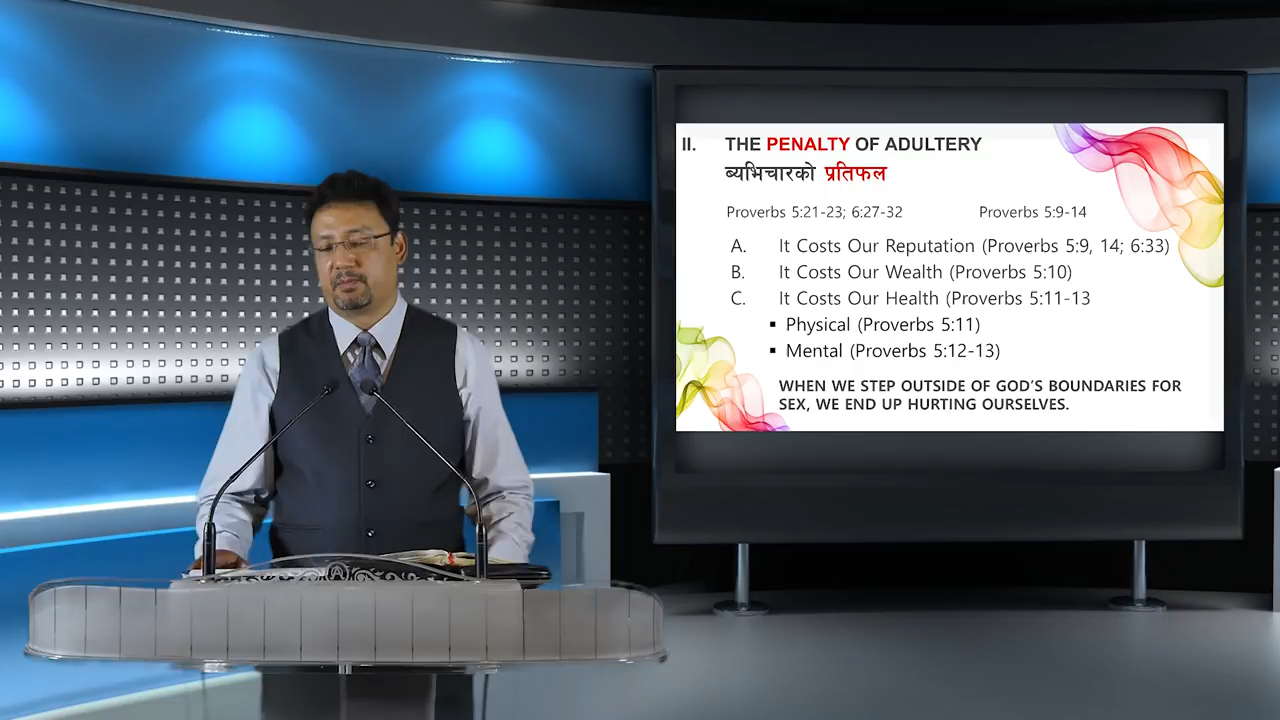 II. THE PENALTY OF ADULTERY
ब्यभिचारको प्रतिफल
Proverbs 5:21-23; 6:27-32 Proverbs 5:9-14
A. It Costs Our Reputation (Proverbs 5:9, 14; 6:33)
B. It Costs Our Wealth (Proverbs 5:10)
C. It Costs Our Health (Proverbs 5:11-13
▪ Physical (Proverbs 5:11)
▪ Mental (Proverbs 5:12-13)
WHEN WE STEP OUTSIDE OF GOD'S BOUNDARIES FOR
SEX, WE END UP HURTING OURSELVES.